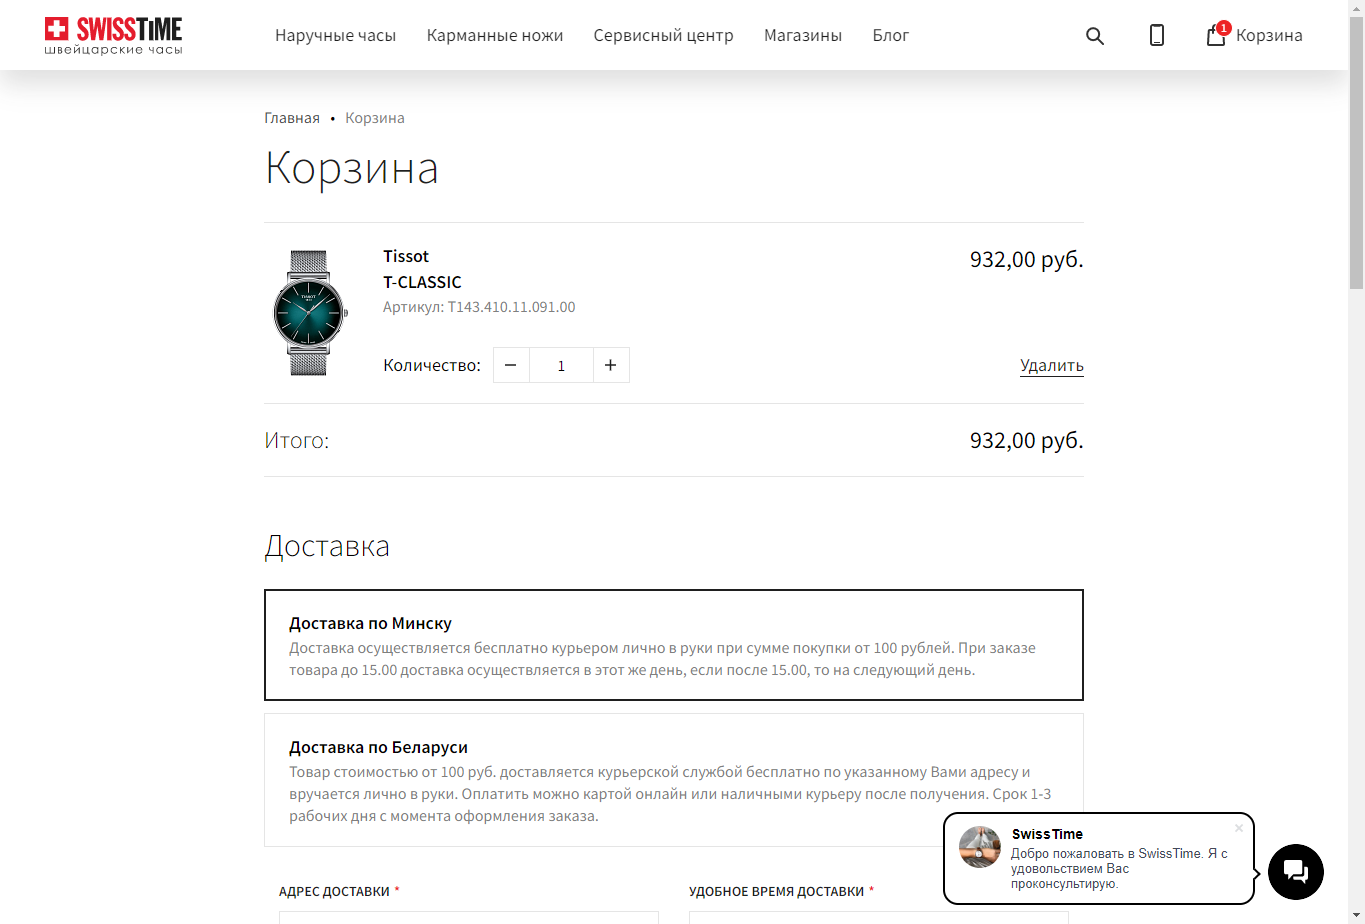 SWISSTIME
швейцарские часы
Наручные часы
Карманные ножи
Сервисный центр
Магазины
Блог
1
Корзина
Главная • Корзина
Корзина
Tissot
T-CLASSIC
Артикул: T143.410.11.091.00
932,00 руб.
Количество: − 1 +
Удалить
Итого:
932,00 руб.
Доставка
Доставка по Минску
Доставка осуществляется бесплатно курьером лично в руки при сумме покупки от 100 рублей. При заказе
товара до 15.00 доставка осуществляется в этот же день, если после 15.00, то на следующий день.
Доставка по Беларуси
Товар стоимостью от 100 руб. доставляется курьерской службой бесплатно по указанному Вами адресу и
вручается лично в руки. Оплатить можно картой онлайн или наличными курьеру после получения. Срок 1-3
рабочих дня с момента оформления заказа.
АДРЕС ДОСТАВКИ *
УДОБНОЕ ВРЕМЯ ДОСТАВКИ *
SwissTime
Добро пожаловать в SwissTime. Я с
удовольствием Вас
проконсультирую.